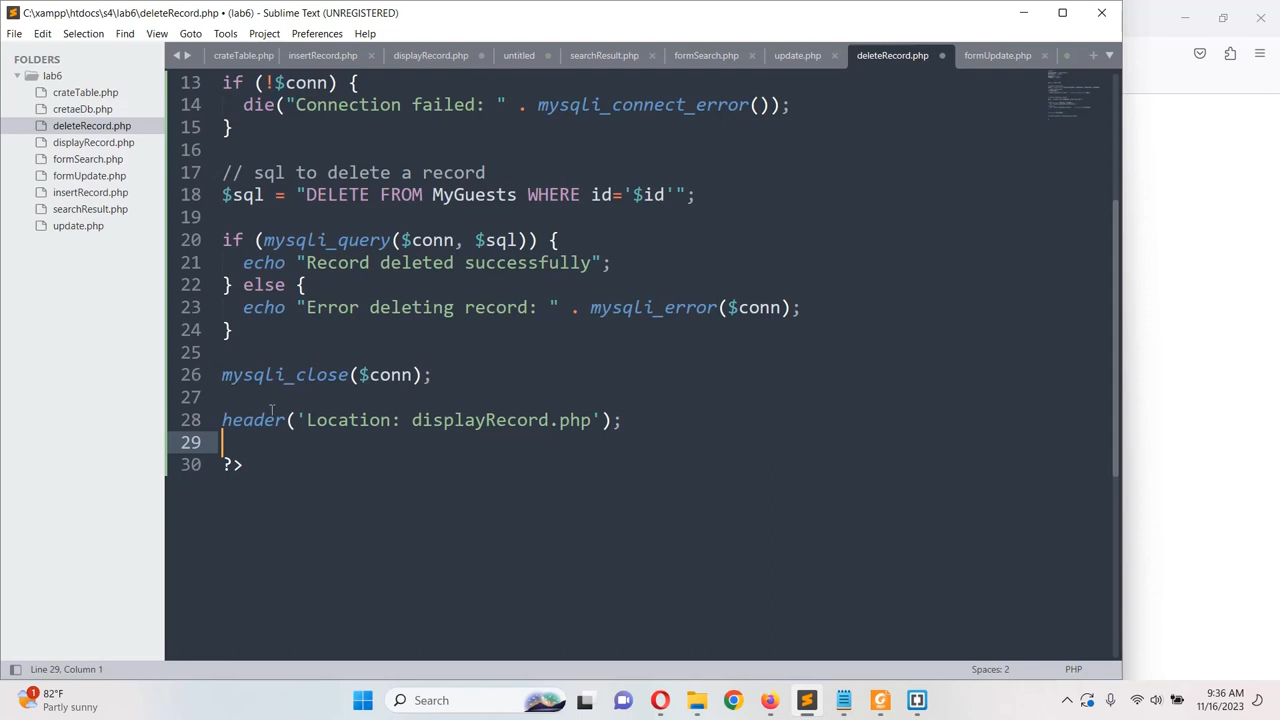 C:\xampp\htdocs\s4\lab6\deleteRecord.php • (lab6) - Sublime Text (UNREGISTERED)
File Edit Selection Find View Goto Tools Project Preferences Help
FOLDERS
lab6
crateTable.php
cretaeDb.php
deleteRecord.php
displayRecord.php
formSearch.php
formUpdate.php
insertRecord.php
searchResult.php
update.php
crateTable.php insertRecord.php displayRecord.php untitled searchResult.php formSearch.php update.php deleteRecord.php formUpdate.php
13 if (!$conn) {
14 die("Connection failed: " . mysqli_connect_error());
15 }
16
17 // sql to delete a record
18 $sql = "DELETE FROM MyGuests WHERE id='$id'";
19
20 if (mysqli_query($conn, $sql)) {
21 echo "Record deleted successfully";
22 } else {
23 echo "Error deleting record: " . mysqli_error($conn);
24 }
25
26 mysqli_close($conn);
27
28 header('Location: displayRecord.php');
29
30 ?>
Line 29, Column 1 Spaces: 2 PHP
1
82°F
Partly sunny
Search
9:36 AM
11/16/2023